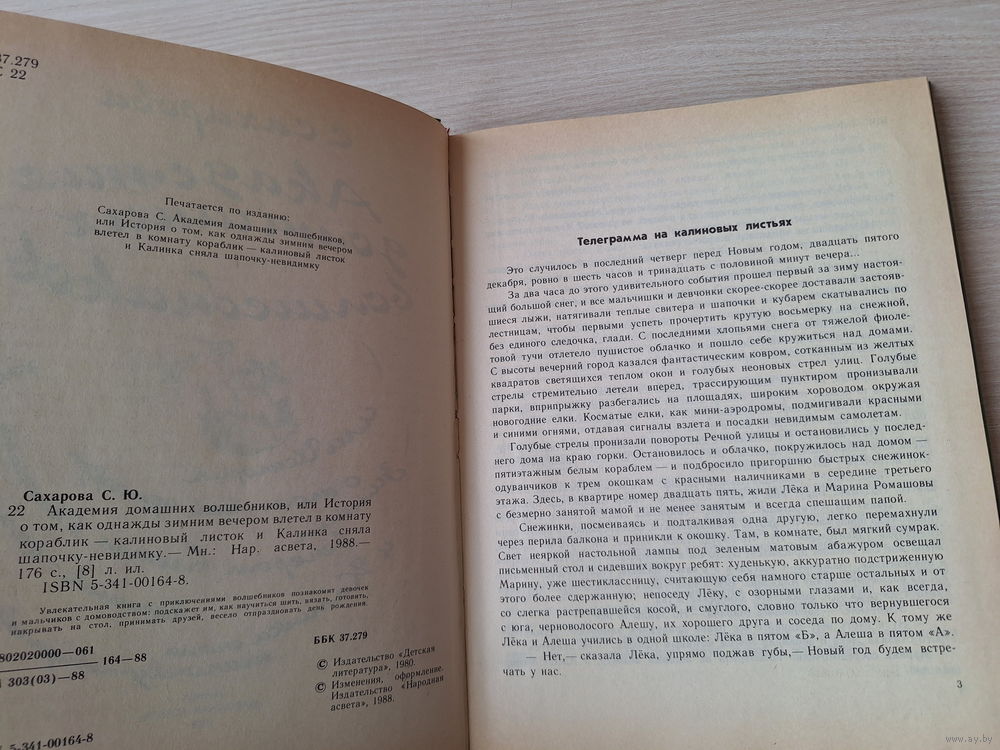 37.279
С 22
Печатается по изданию:
Сахарова С. Академия домашних волшебников,
или История о том, как однажды зимним вечером
влетел в комнату кораблик — калиновый листок
и Калинка сняла шапочку-невидимку
Сахарова С. Ю.
22 Академия домашних волшебников, или История
о том, как однажды зимним вечером влетел в комнату
кораблик — калиновый листок и Калинка сняла
шапочку-невидимку.— Мн.: Нар. асвета, 1988.—
176 с., [8] л. ил.
ISBN 5-341-00164-8.
Увлекательная книга с приключениями волшебников познакомит девочек
и мальчиков с домоводством: подскажет им, как научиться шить, вязать, готовить,
накрывать на стол, принимать друзей, весело отпраздновать день рождения.
802020000—061
164—88
303(03)—88
ББК 37.279
© Издательство «Детская
литература», 1980.
© Изменения, оформление.
Издательство «Народная
асвета», 1988.
5-341-00164-8
Телеграмма на калиновых листьях
Это случилось в последний четверг перед Новым годом, двадцать пятого
декабря, ровно в шесть часов и тринадцать с половиной минут вечера...
За два часа до этого удивительного события прошел первый за зиму настоя-
щий большой снег, и все мальчишки и девчонки скорее-скорее доставали застояв-
шиеся лыжи, натягивали теплые свитера и шапочки и кубарем скатывались по
лестницам, чтобы первыми успеть прочертить крутую восьмерку на снежной,
без единого следочка, глади. С последними хлопьями снега от тяжелой фиоле-
товой тучи отлетело пушистое облачко и пошло себе кружиться над домами.
С высоты вечерний город казался фантастическим ковром, сотканным из желтых
квадратов светящихся теплом окон и голубых неоновых стрел улиц. Голубые
стрелы стремительно летели вперед, трассирующим пунктиром пронизывали
парки, вприпрыжку разбегались на площадях, широким хороводом окружая
новогодние елки. Косматые елки, как мини-аэродромы, подмигивали красными
и синими огнями, отдавая сигналы взлета и посадки невидимым самолетам.
Голубые стрелы пронизали повороты Речной улицы и остановились у послед-
него дома на краю горки. Остановилось и облачко, покружилось над домом —
пятиэтажным белым кораблем — и подбросило пригоршню быстрых снежинок-
одуванчиков к трем окошкам с красными наличниками в середине третьего
этажа. Здесь, в квартире номер двадцать пять, жили Лёка и Марина Ромашовы
с безмерно занятой мамой и не менее занятым и всегда спешащим папой.
Снежинки, посмеиваясь и подталкивая одна другую, легко перемахнули
через перила балкона и приникли к окошку. Там, в комнате, был мягкий сумрак.
Свет неяркой настольной лампы под зеленым матовым абажуром освещал
письменный стол и сидевших вокруг ребят: худенькую, аккуратно подстриженную
Марину, уже шестиклассницу, считающую себя намного старше остальных и от
этого более сдержанную; непоседу Лёку, с озорными глазами и, как всегда,
со слегка растрепавшейся косой, и смуглого, словно только что вернувшегося
с юга, черноволосого Алешу, их хорошего друга и соседа по дому. К тому же
Лёка и Алеша учились в одной школе: Лёка в пятом «Б», а Алеша в пятом «А».
— Нет,— сказала Лёка, упрямо поджав губы,— Новый год будем встре-
чать у нас.
3
www.ay.by